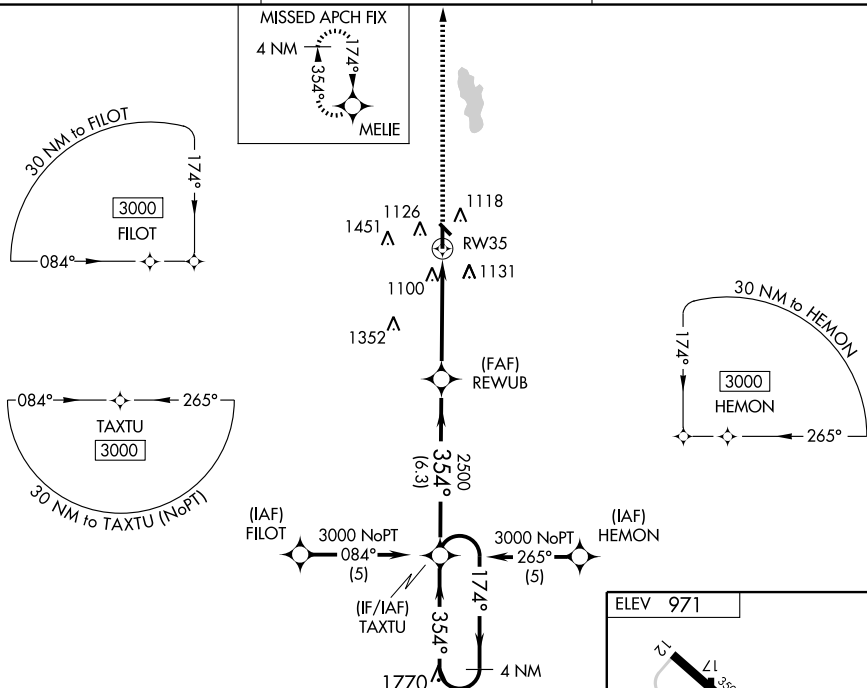 MISSED APCH FIX
4 NM
174°
354°
MELIE
30 NM to FILOT
174°
3000
FILOT
084°
1126
1118
1451
RW35
1100
1131
1352
30 NM to HEMON
174°
3000
HEMON
265°
(FAF)
REWUB
084°
265°
TAXTU
3000
30 NM to TAXTU (NoPT)
2500
354°
(6.3)
(IAF)
FILOT
3000 NoPT
084°
(5)
3000 NoPT
265°
(5)
(IAF)
HEMON
(IF/IAF)
TAXTU
174°
354°
4 NM
1770
ELEV 971
12
17